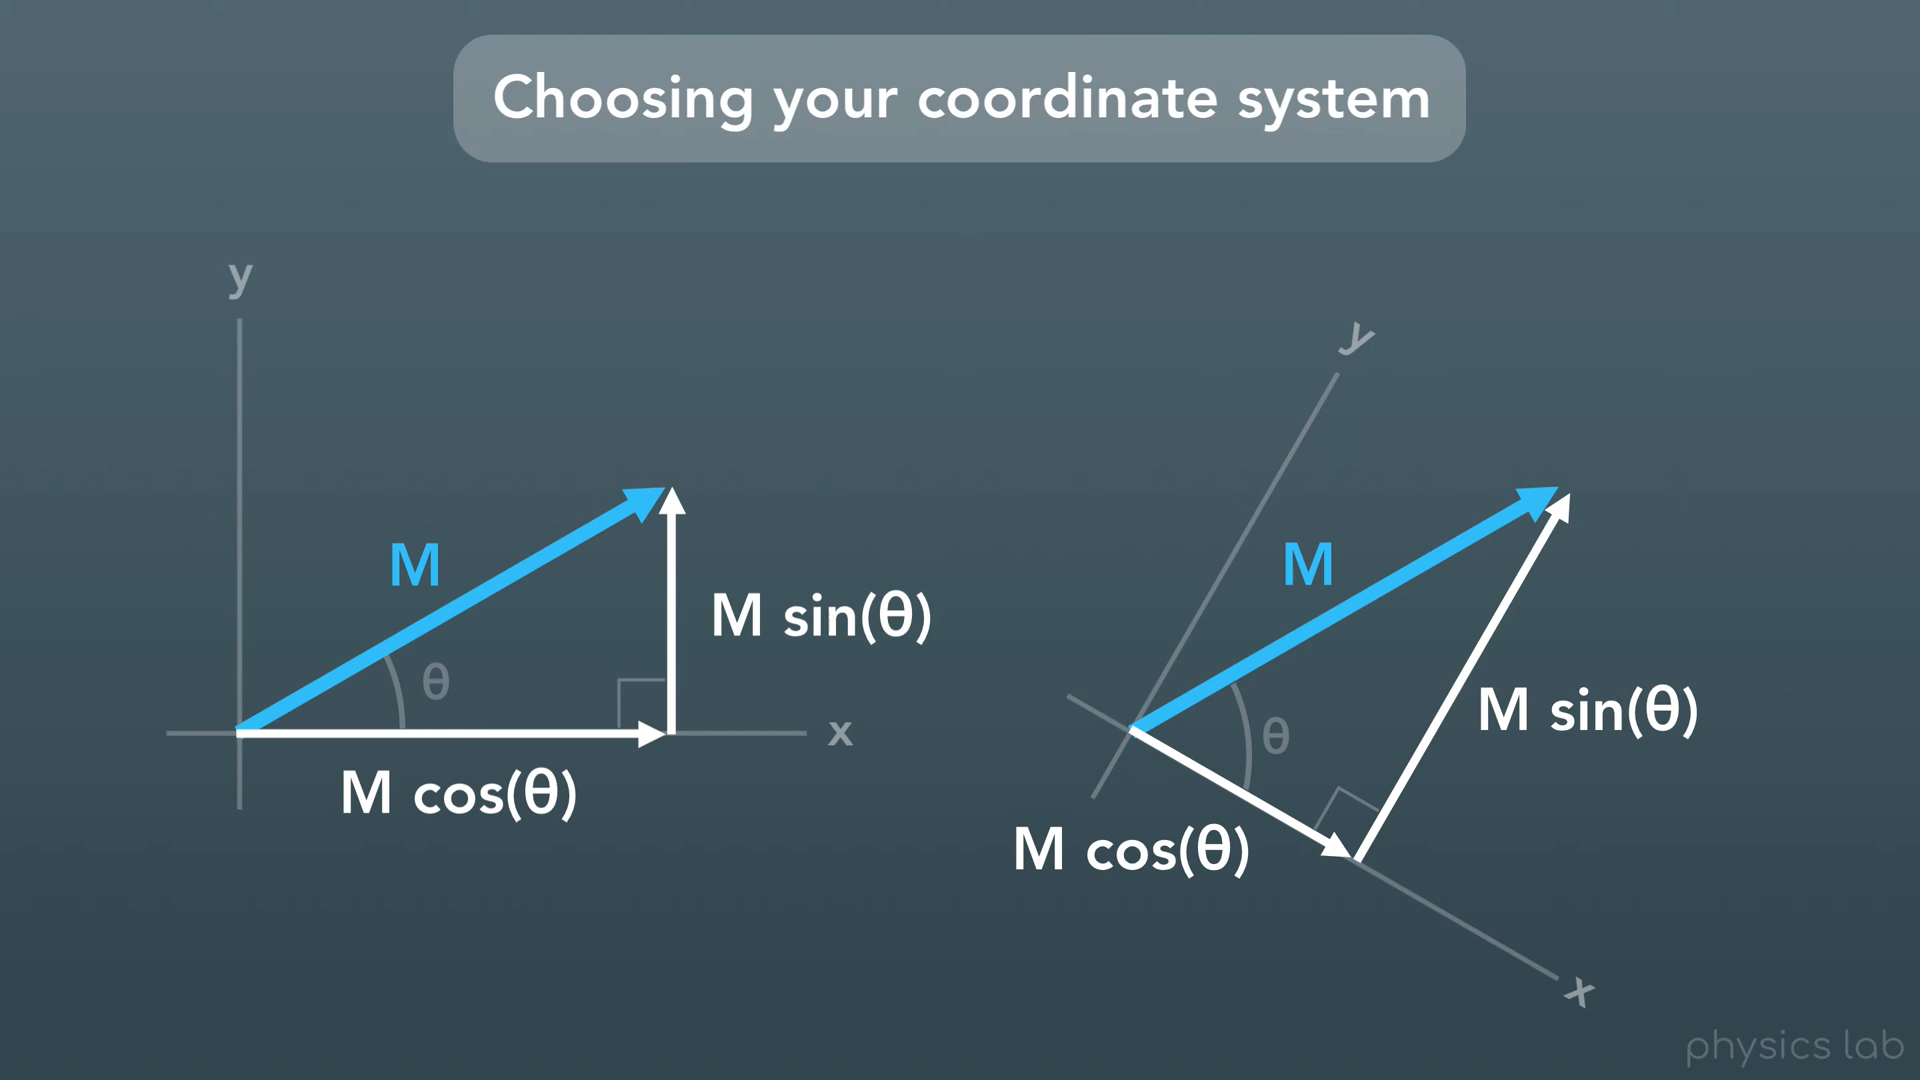 Choosing your coordinate system
y
M
θ
M sin(θ)
x
M cos(θ)
y
M
θ
M sin(θ)
M cos(θ)
x
physics lab